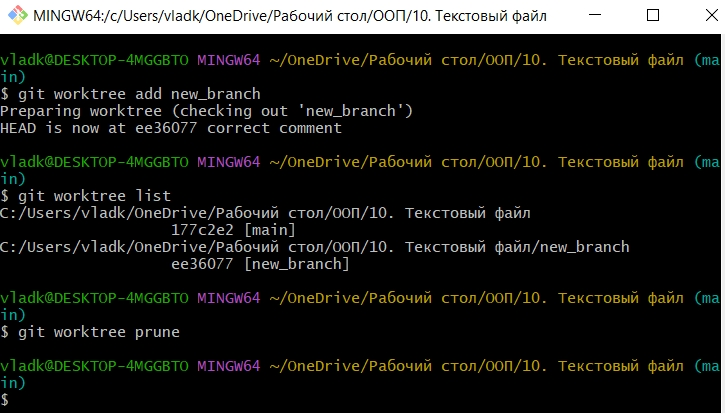 MINGW64:/c/Users/vladk/OneDrive/Рабочий стол/ООП/10. Текстовый файл
vladk@DESKTOP-4MGGBTO MINGW64 ~/OneDrive/Рабочий стол/ООП/10. Текстовый файл (ma
in)
$ git worktree add new_branch
Preparing worktree (checking out 'new_branch')
HEAD is now at ee36077 correct comment
vladk@DESKTOP-4MGGBTO MINGW64 ~/OneDrive/Рабочий стол/ООП/10. Текстовый файл (ma
in)
$ git worktree list
C:/Users/vladk/OneDrive/Рабочий стол/ООП/10. Текстовый файл
177c2e2 [main]
C:/Users/vladk/OneDrive/Рабочий стол/ООП/10. Текстовый файл/new_branch
ee36077 [new_branch]
vladk@DESKTOP-4MGGBTO MINGW64 ~/OneDrive/Рабочий стол/ООП/10. Текстовый файл (ma
in)
$ git worktree prune
vladk@DESKTOP-4MGGBTO MINGW64 ~/OneDrive/Рабочий стол/ООП/10. Текстовый файл (ma
in)
$